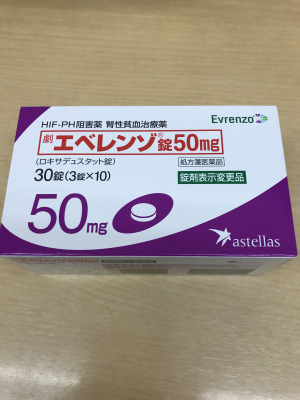 HIF-PH阻害薬 腎性貧血治療薬
Evrenzo
劇 エベレンゾ®錠50mg
(ロキサデュスタット錠)
処方箋医薬品
30錠(3錠×10)
錠剤表示変更品
50mg
astellas